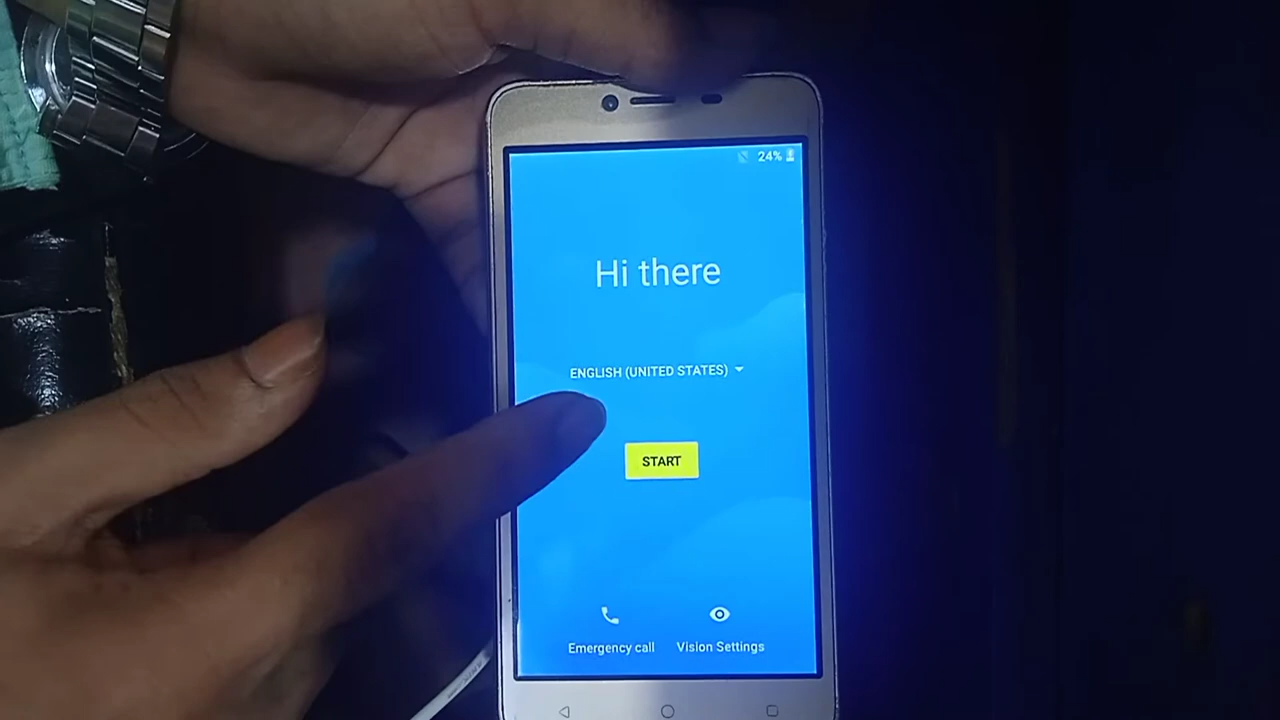 24%
Hi there
ENGLISH (UNITED STATES)
START
Emergency call
Vision Settings